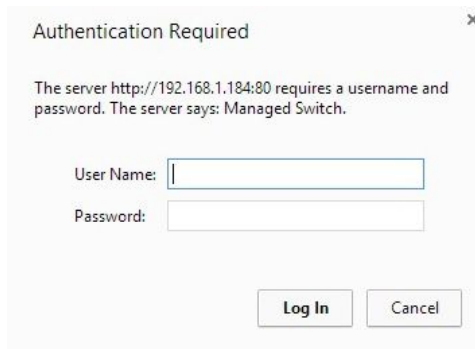 Authentication Required
The server http://192.168.1.184:80 requires a username and
password. The server says: Managed Switch.
User Name:
Password:
Log In
Cancel